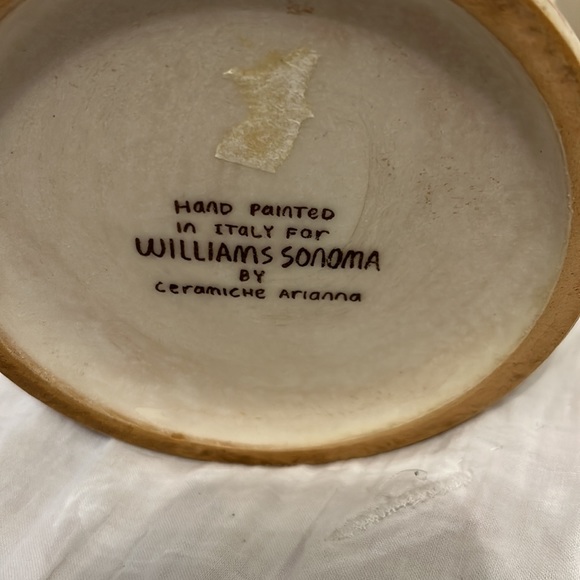 Hand Painted
in Italy for
WILLIAMS SONOMA
BY
Ceramiche Arianna